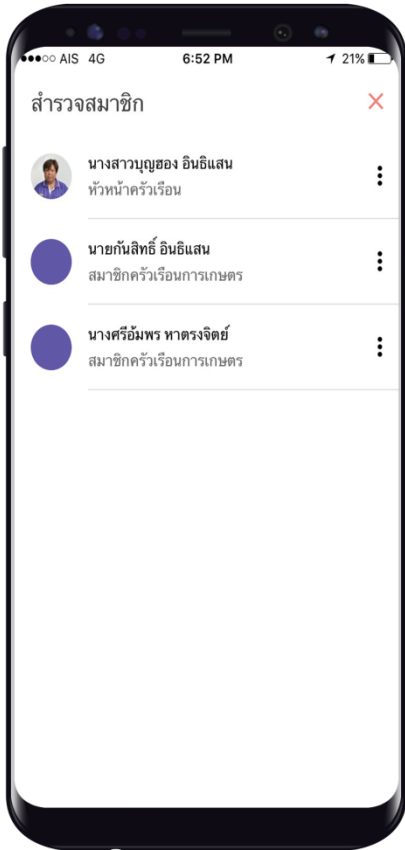 AIS 4G 6:52 PM 21%
สำรวจสมาชิก
นางสาวบุญฮอง อินธิแสน
หัวหน้าครัวเรือน
นายกันสิทธิ์ อินธิแสน
สมาชิกครัวเรือนการเกษตร
นางศรีอัมพร หาตรงจิตย์
สมาชิกครัวเรือนการเกษตร